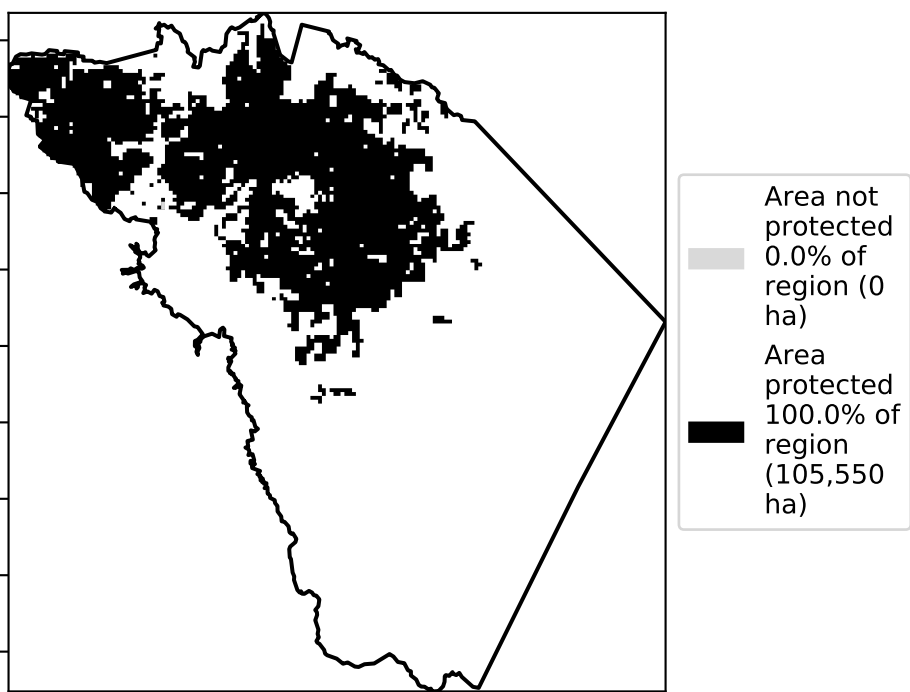 Area not
protected
0.0% of
region (0
ha)
Area
protected
100.0% of
region
(105,550
ha)